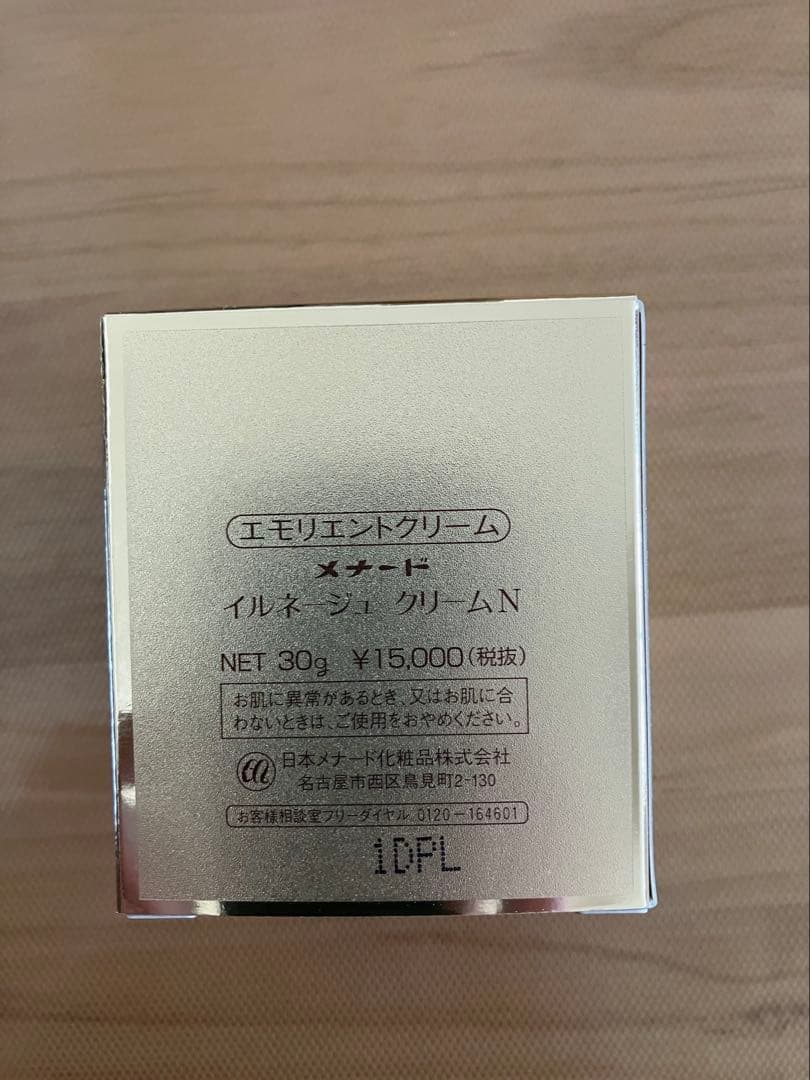 エモリエントクリーム
メナード
イルネージュ クリームN
NET 30g ¥15,000(税抜)
お肌に異常があるとき、又はお肌に合
わないときは、ご使用をおやめください。
日本メナード化粧品株式会社
名古屋市西区鳥見町2-130
お客様相談室フリーダイヤル 0120-164601
1DPL